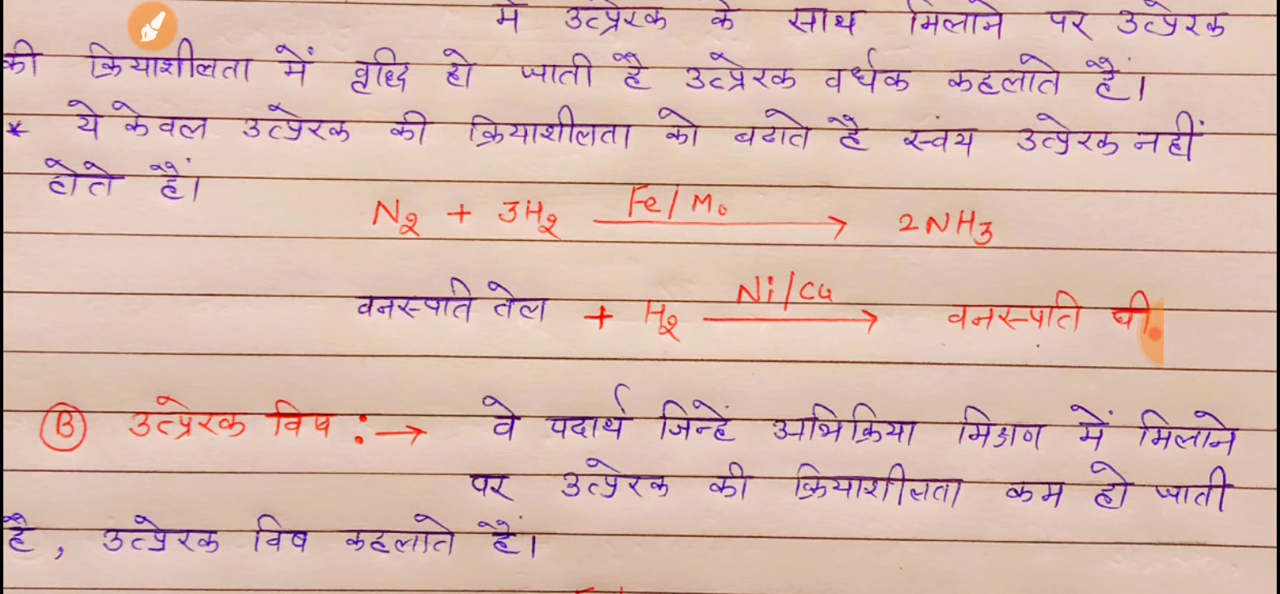 में उत्प्रेरक के साथ मिलाने पर उत्प्रेरक
की क्रियाशीलता में वृध्दि हो जाती है उत्प्रेरक वर्धक कहलाते हैं।
* ये केवल उत्प्रेरक की क्रियाशीलता को बढाते है स्वंय उत्प्रेरक नहीं
होते हैं।
N₂ + 3H₂ —Fe/Mo→ 2NH₃
वनस्पति तेल + H₂ —Ni/Cu→ वनस्पति घी
Ⓑ उत्प्रेरक विष :→ वे पदार्थ जिन्हें अभिक्रिया मिश्रण में मिलाने
पर उत्प्रेरक की क्रियाशीलता कम हो जाती
है, उत्प्रेरक विष कहलाते हैं।